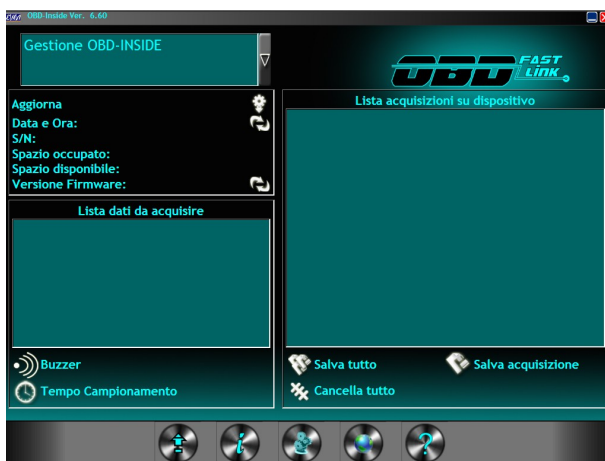 OBD-Inside Ver. 6.60
Gestione OBD-INSIDE
OBD FAST Link
Aggiorna
Data e Ora:
S/N:
Spazio occupato:
Spazio disponibile:
Versione Firmware:
Lista acquisizioni su dispositivo
Lista dati da acquisire
Buzzer
Tempo Campionamento
Salva tutto
Salva acquisizione
Cancella tutto
i
?